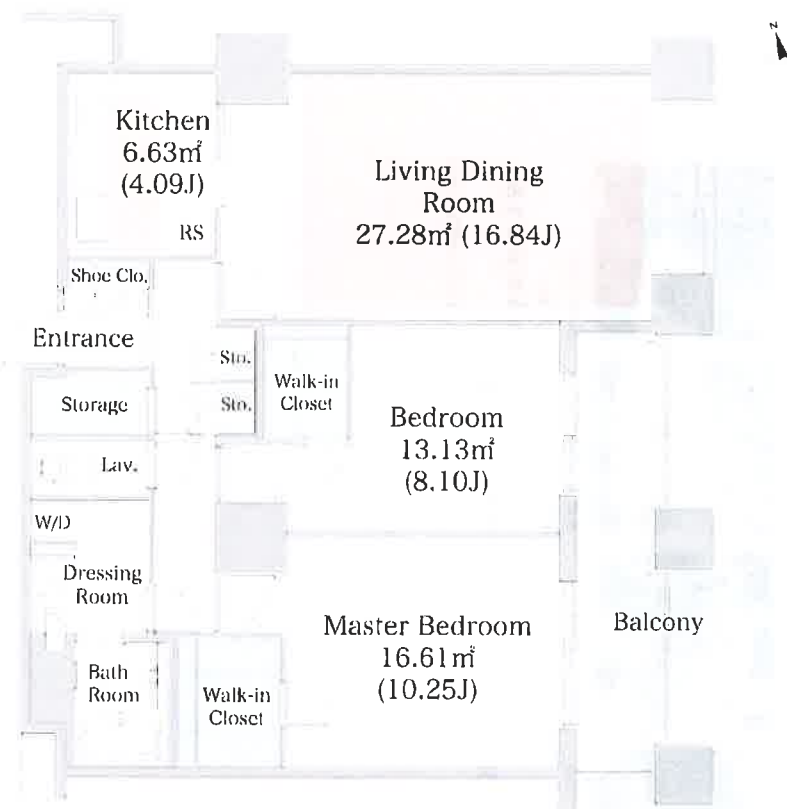 N
Kitchen
6.63㎡
(4.09J)
RS
Living Dining
Room
27.28㎡ (16.84J)
Shoe Clo.
Entrance
Sto.
Sto.
Walk-in
Closet
Storage
Bedroom
13.13㎡
(8.10J)
Lav.
W/D
Dressing
Room
Master Bedroom
16.61㎡
(10.25J)
Balcony
Bath
Room
Walk-in
Closet